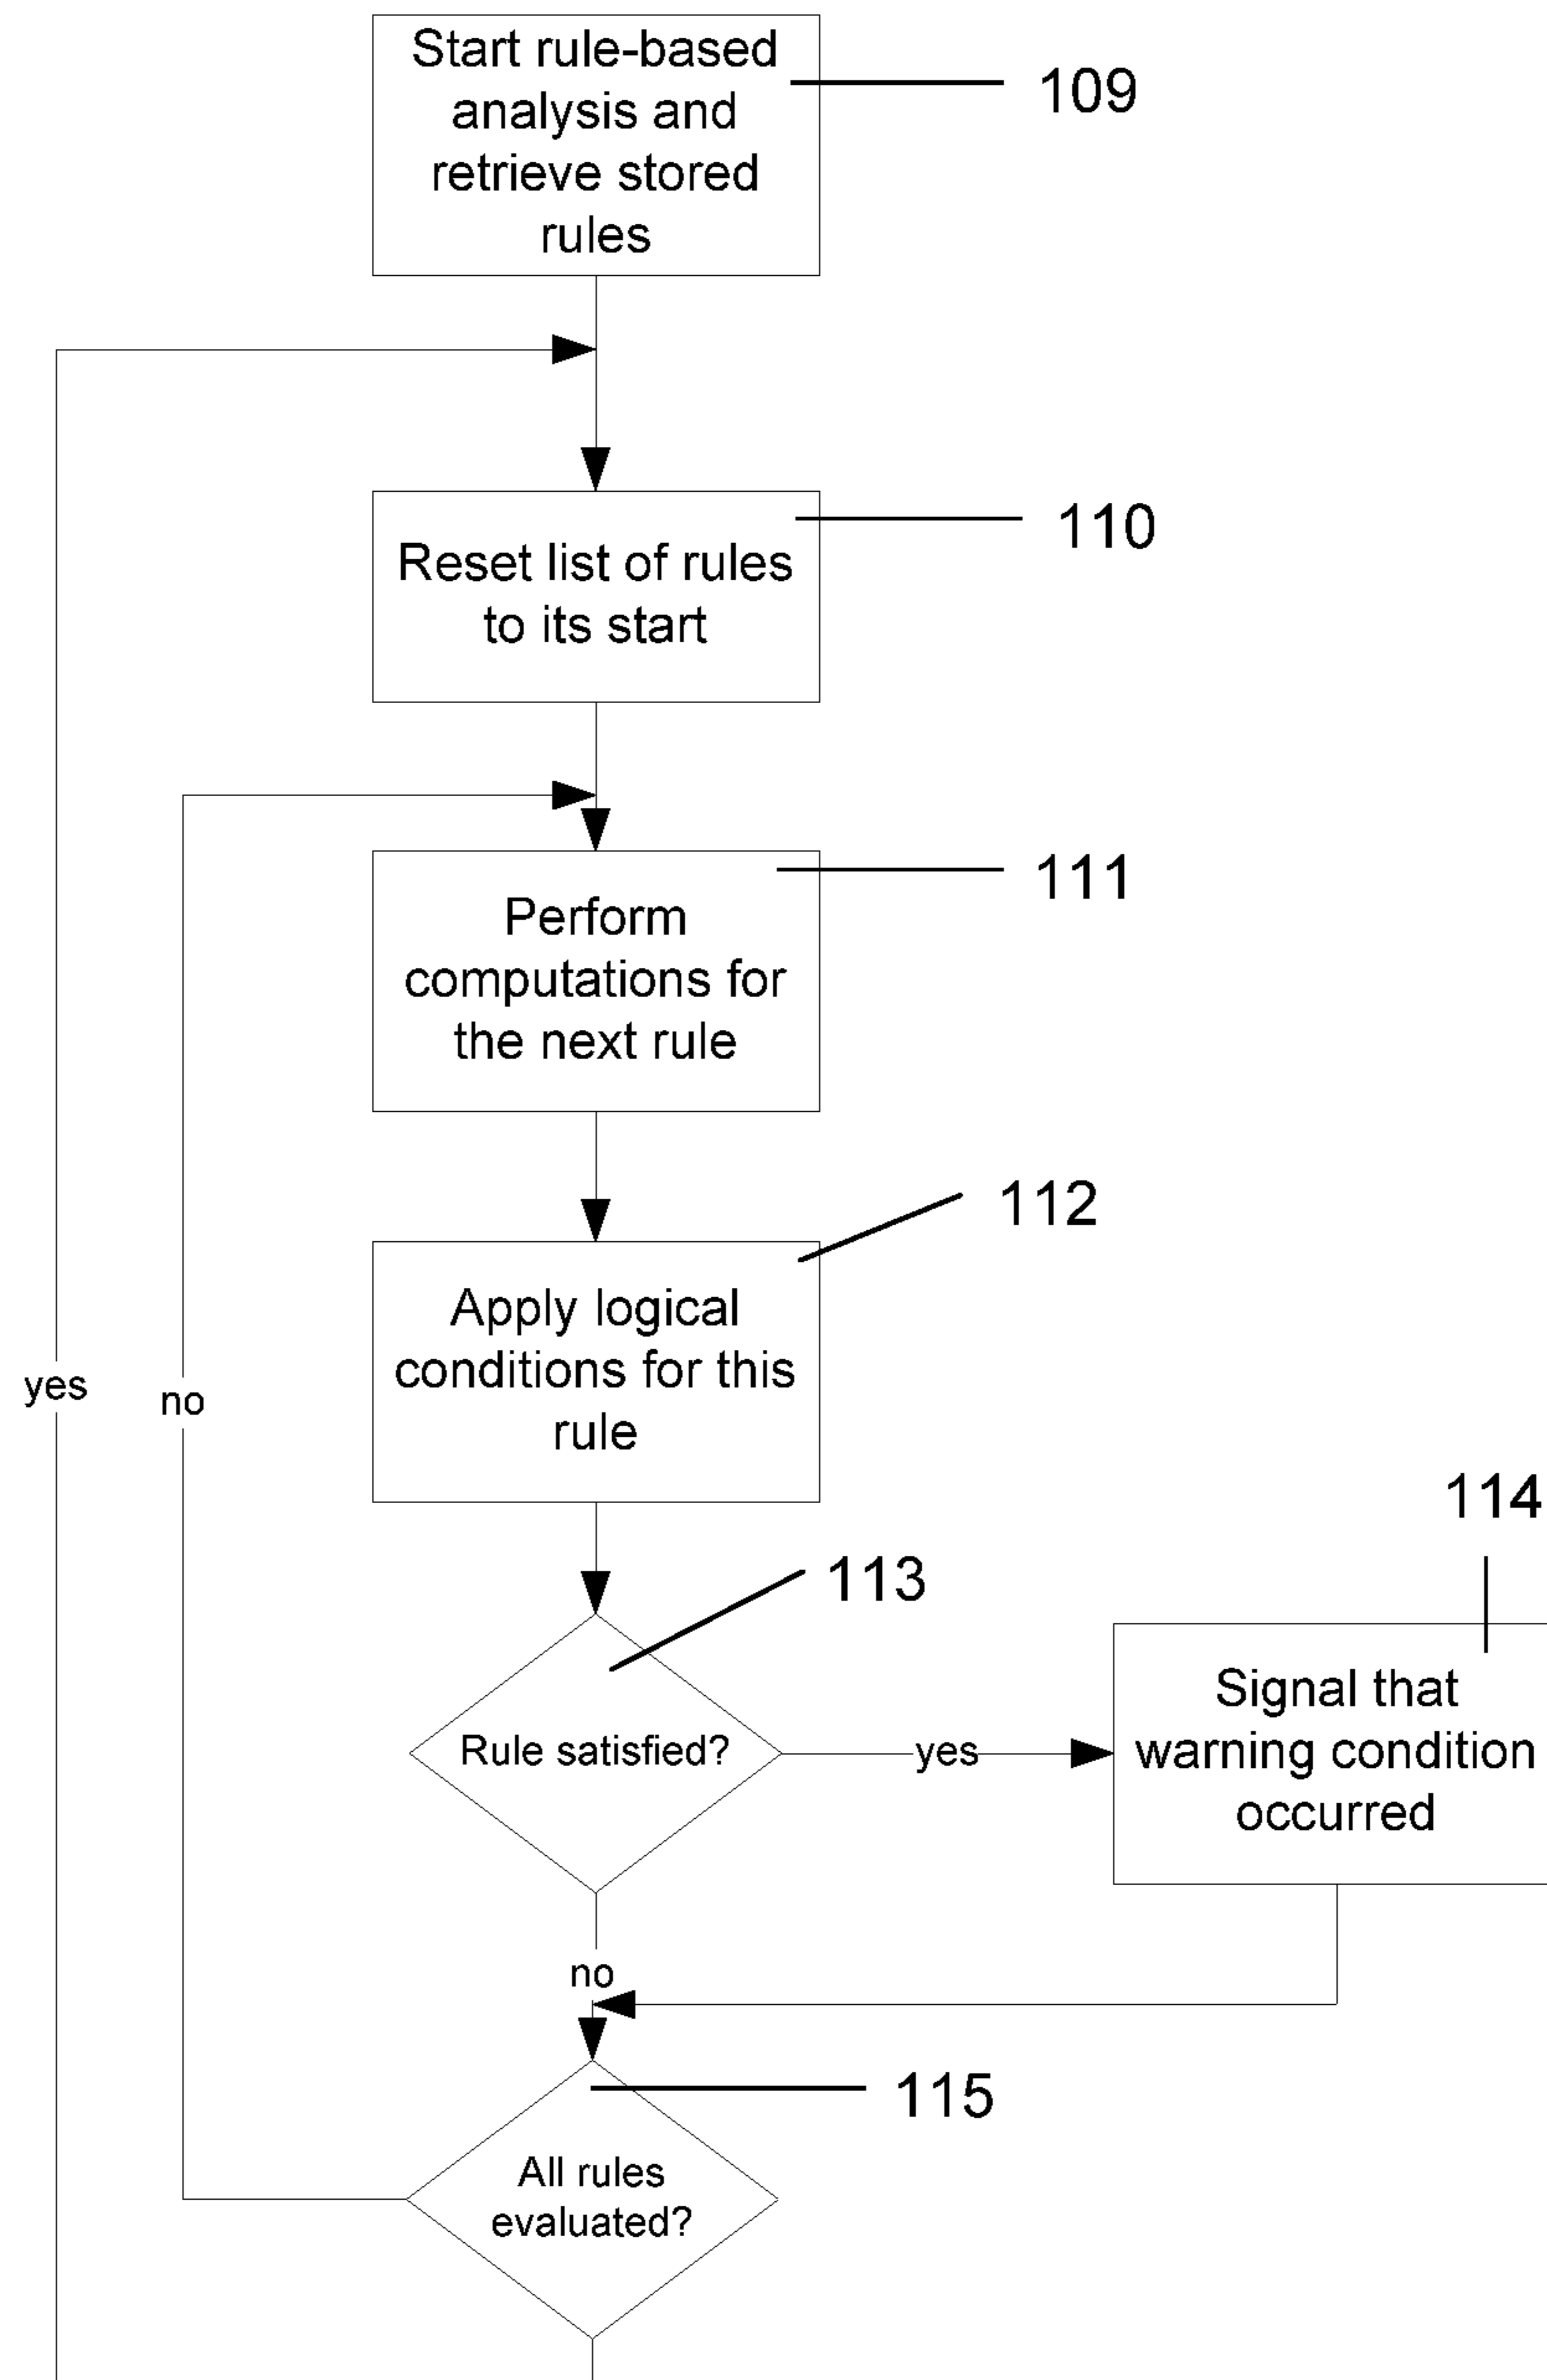 Start rule-based
analysis and
retrieve stored
rules
109
Reset list of rules
to its start
110
Perform
computations for
the next rule
111
Apply logical
conditions for this
rule
112
yes
no
113
Rule satisfied?
yes
114
Signal that
warning condition
occurred
no
115
All rules
evaluated?